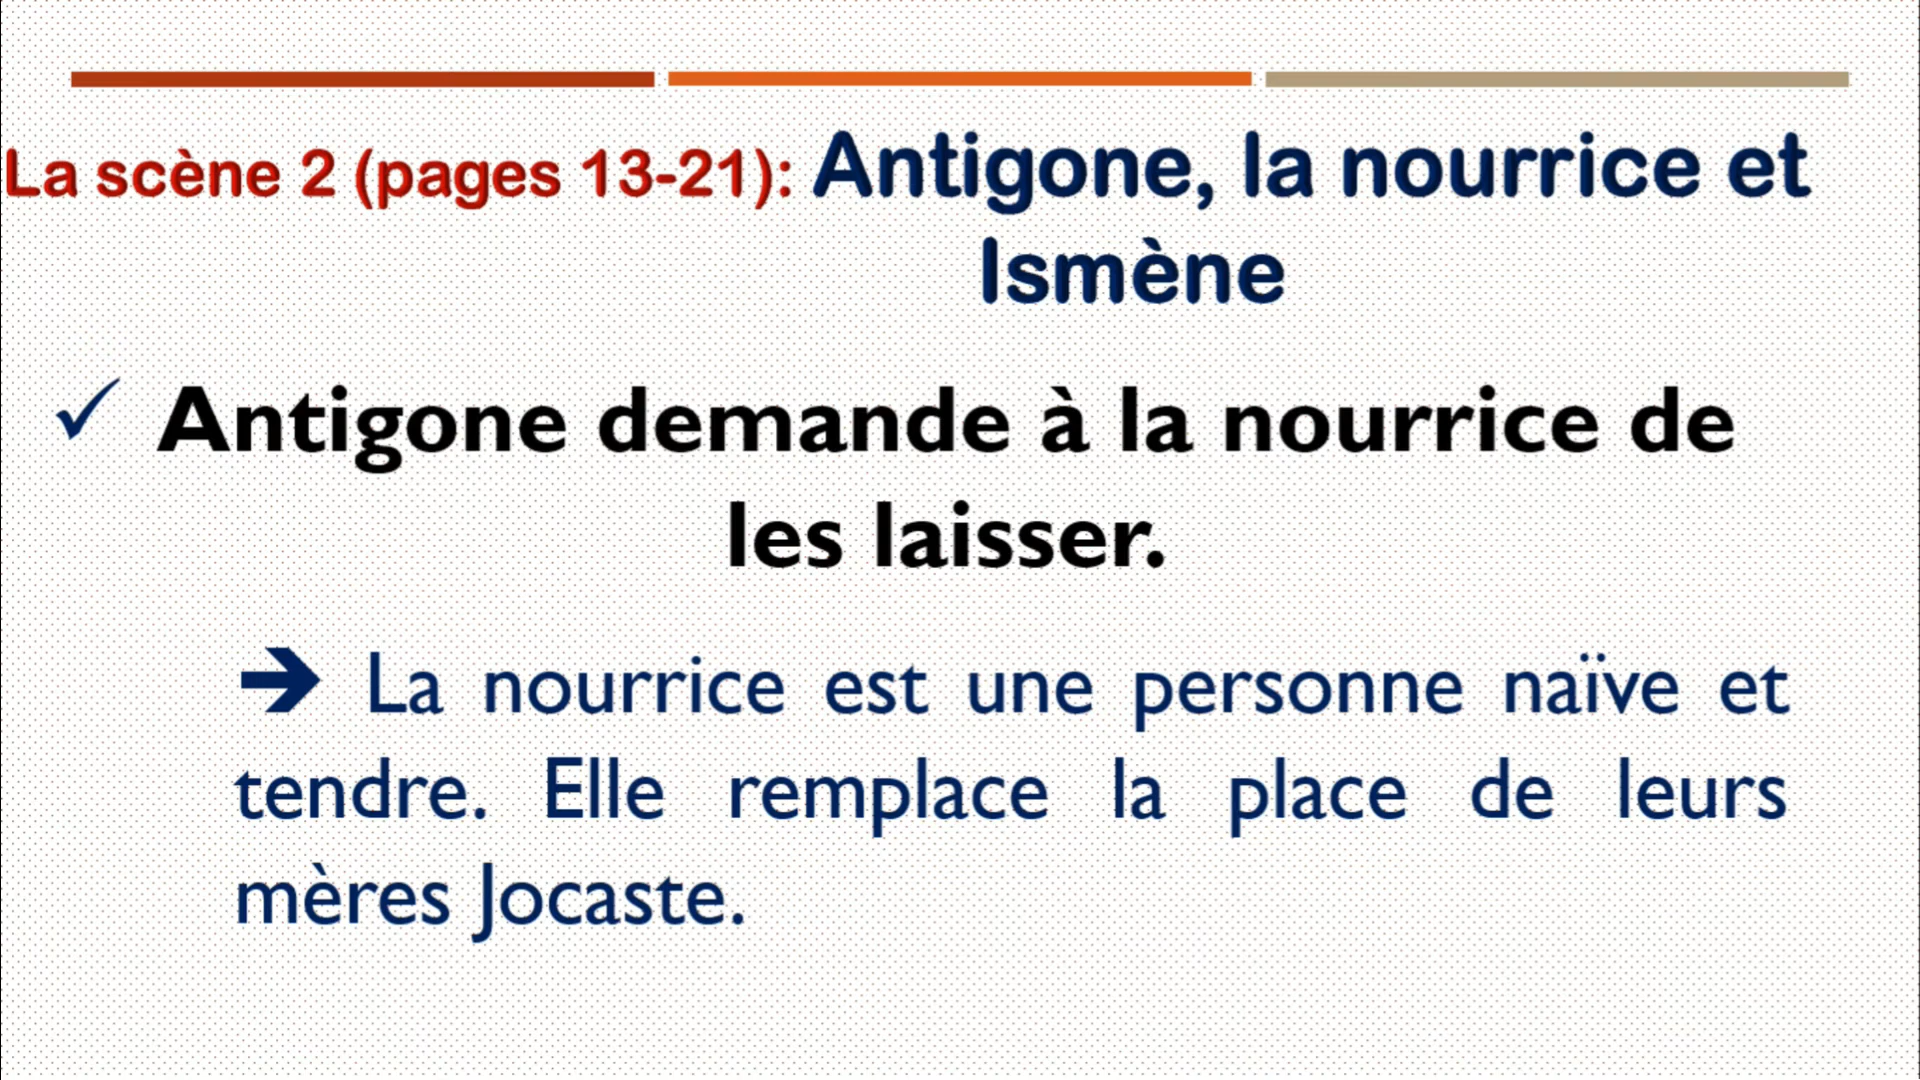 La scène 2 (pages 13-21): Antigone, la nourrice et
Ismène
✓ Antigone demande à la nourrice de
les laisser.
➔ La nourrice est une personne naïve et
tendre. Elle remplace la place de leurs
mères Jocaste.